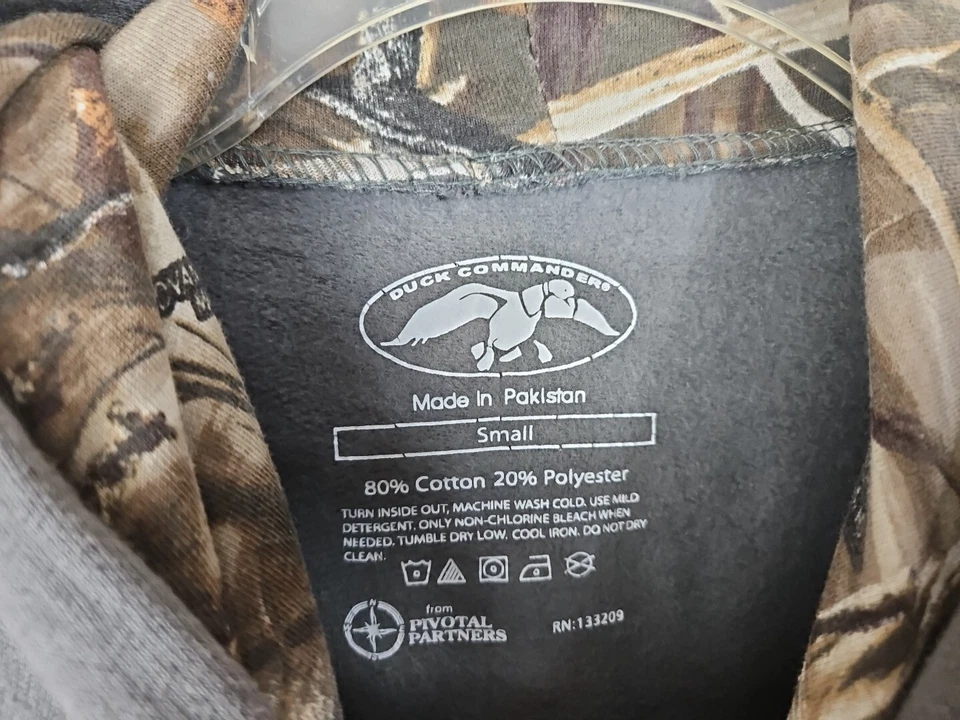 DUCK COMMANDER®
Made In Pakistan
Small
80% Cotton 20% Polyester
TURN INSIDE OUT, MACHINE WASH COLD. USE MILD
DETERGENT. ONLY NON-CHLORINE BLEACH WHEN
NEEDED. TUMBLE DRY LOW. COOL IRON. DO NOT DRY
CLEAN.
N
from
PIVOTAL
PARTNERS
RN:133209